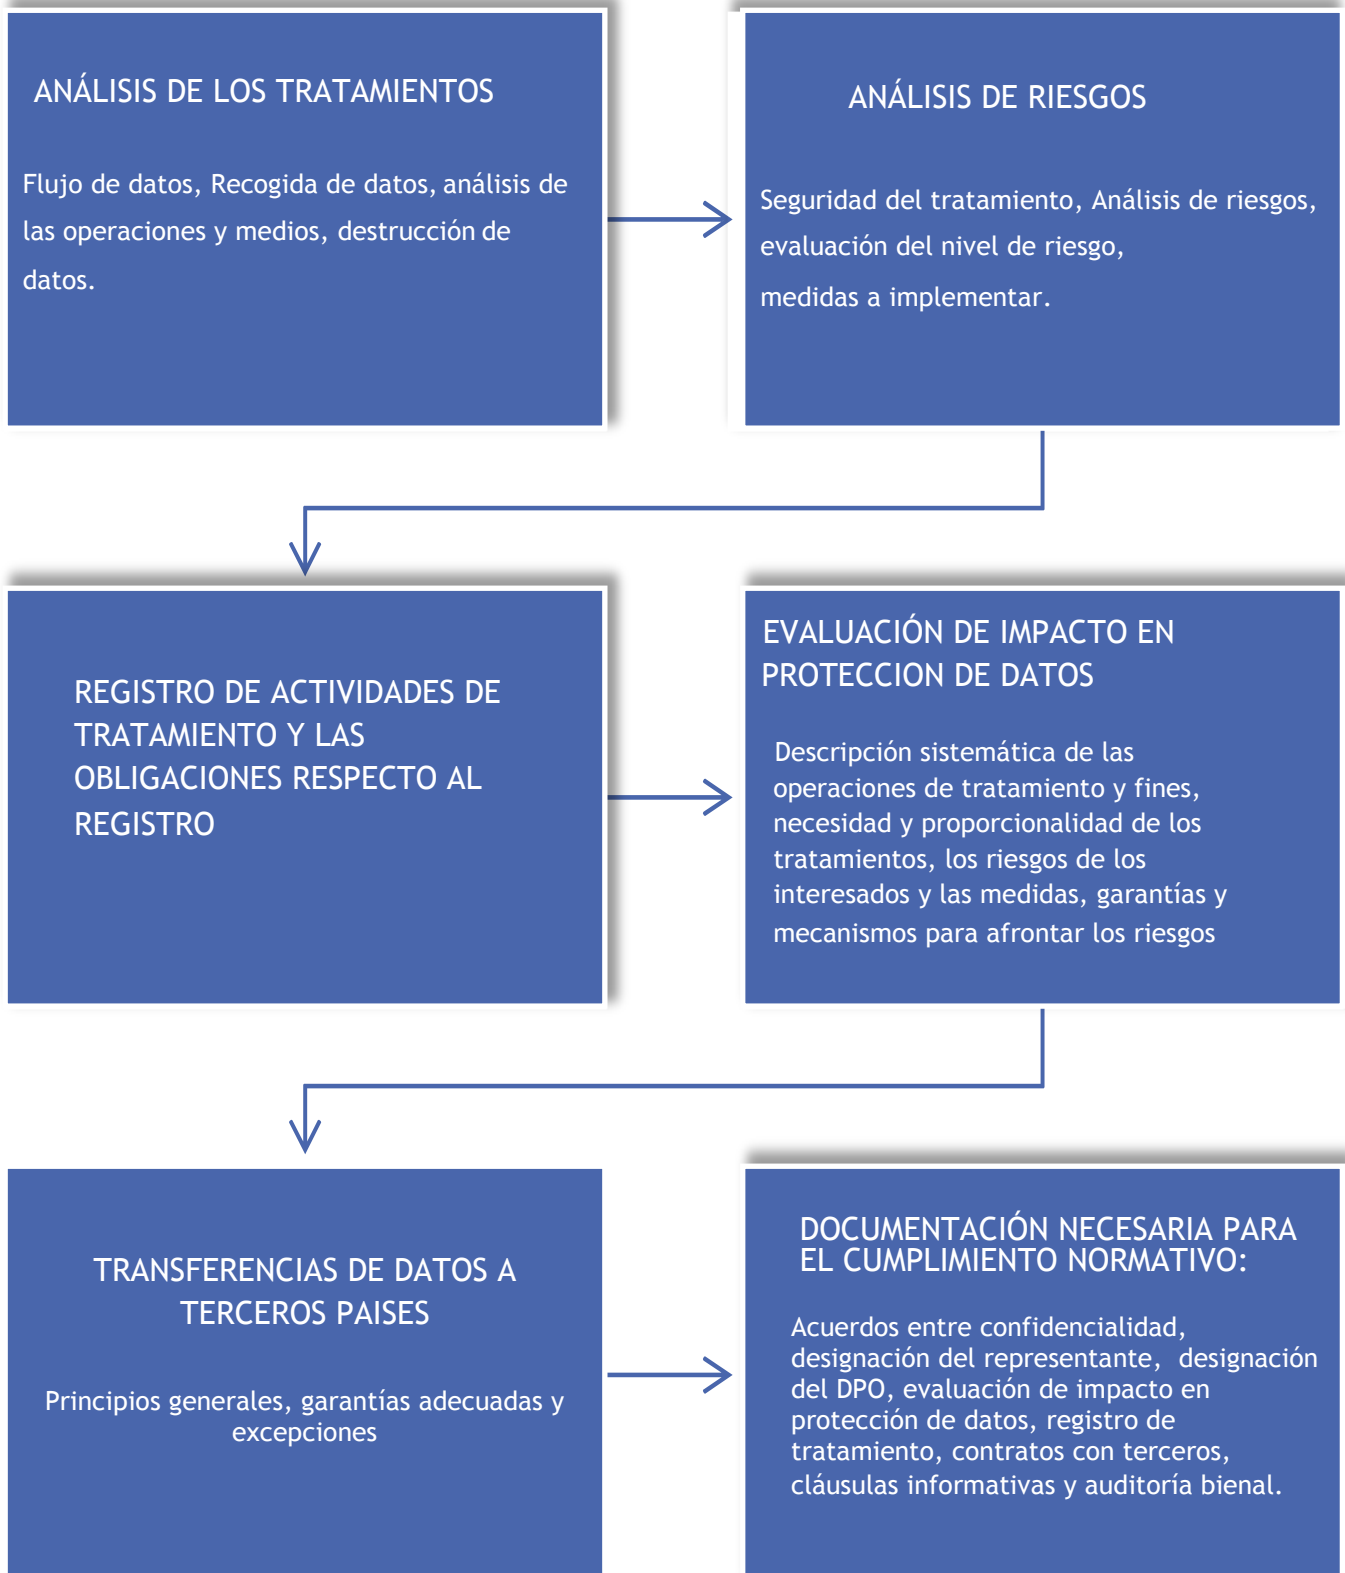 ANÁLISIS DE LOS TRATAMIENTOS
Flujo de datos, Recogida de datos, análisis de
las operaciones y medios, destrucción de
datos.
ANÁLISIS DE RIESGOS
Seguridad del tratamiento, Análisis de riesgos,
evaluación del nivel de riesgo,
medidas a implementar.
REGISTRO DE ACTIVIDADES DE
TRATAMIENTO Y LAS
OBLIGACIONES RESPECTO AL
REGISTRO
EVALUACIÓN DE IMPACTO EN
PROTECCION DE DATOS
Descripción sistemática de las
operaciones de tratamiento y fines,
necesidad y proporcionalidad de los
tratamientos, los riesgos de los
interesados y las medidas, garantías y
mecanismos para afrontar los riesgos
TRANSFERENCIAS DE DATOS A
TERCEROS PAISES
Principios generales, garantías adecuadas y
excepciones
DOCUMENTACIÓN NECESARIA PARA
EL CUMPLIMIENTO NORMATIVO:
Acuerdos entre confidencialidad,
designación del representante, designación
del DPO, evaluación de impacto en
protección de datos, registro de
tratamiento, contratos con terceros,
cláusulas informativas y auditoría bienal.